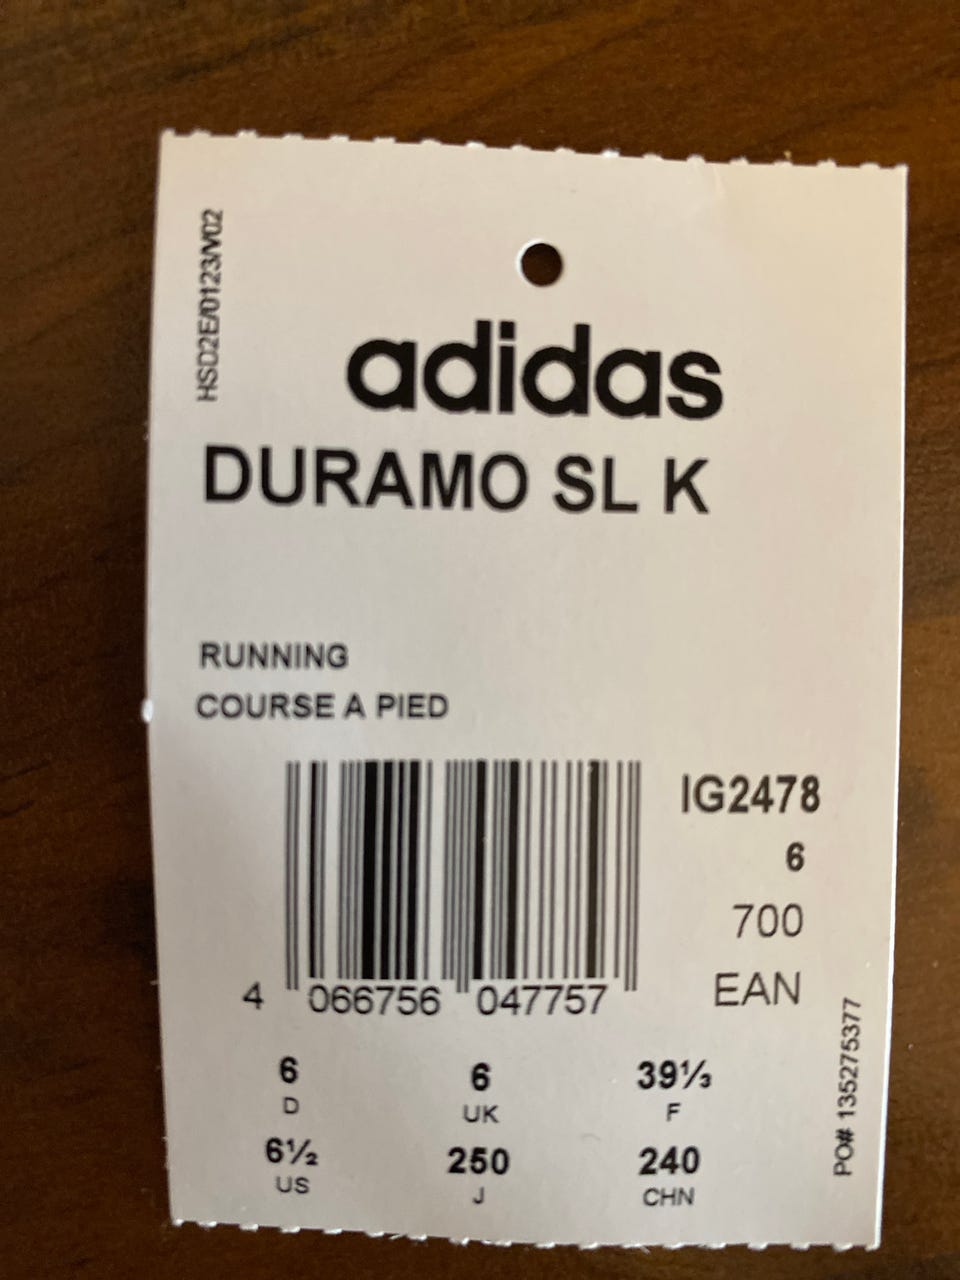 HSD2E/0123/V02
adidas
DURAMO SL K
RUNNING
COURSE A PIED
IG2478
6
700
EAN
4 066756 047757
6 6 39⅓
D UK F
6½ 250 240
US J CHN
PO# 135275377